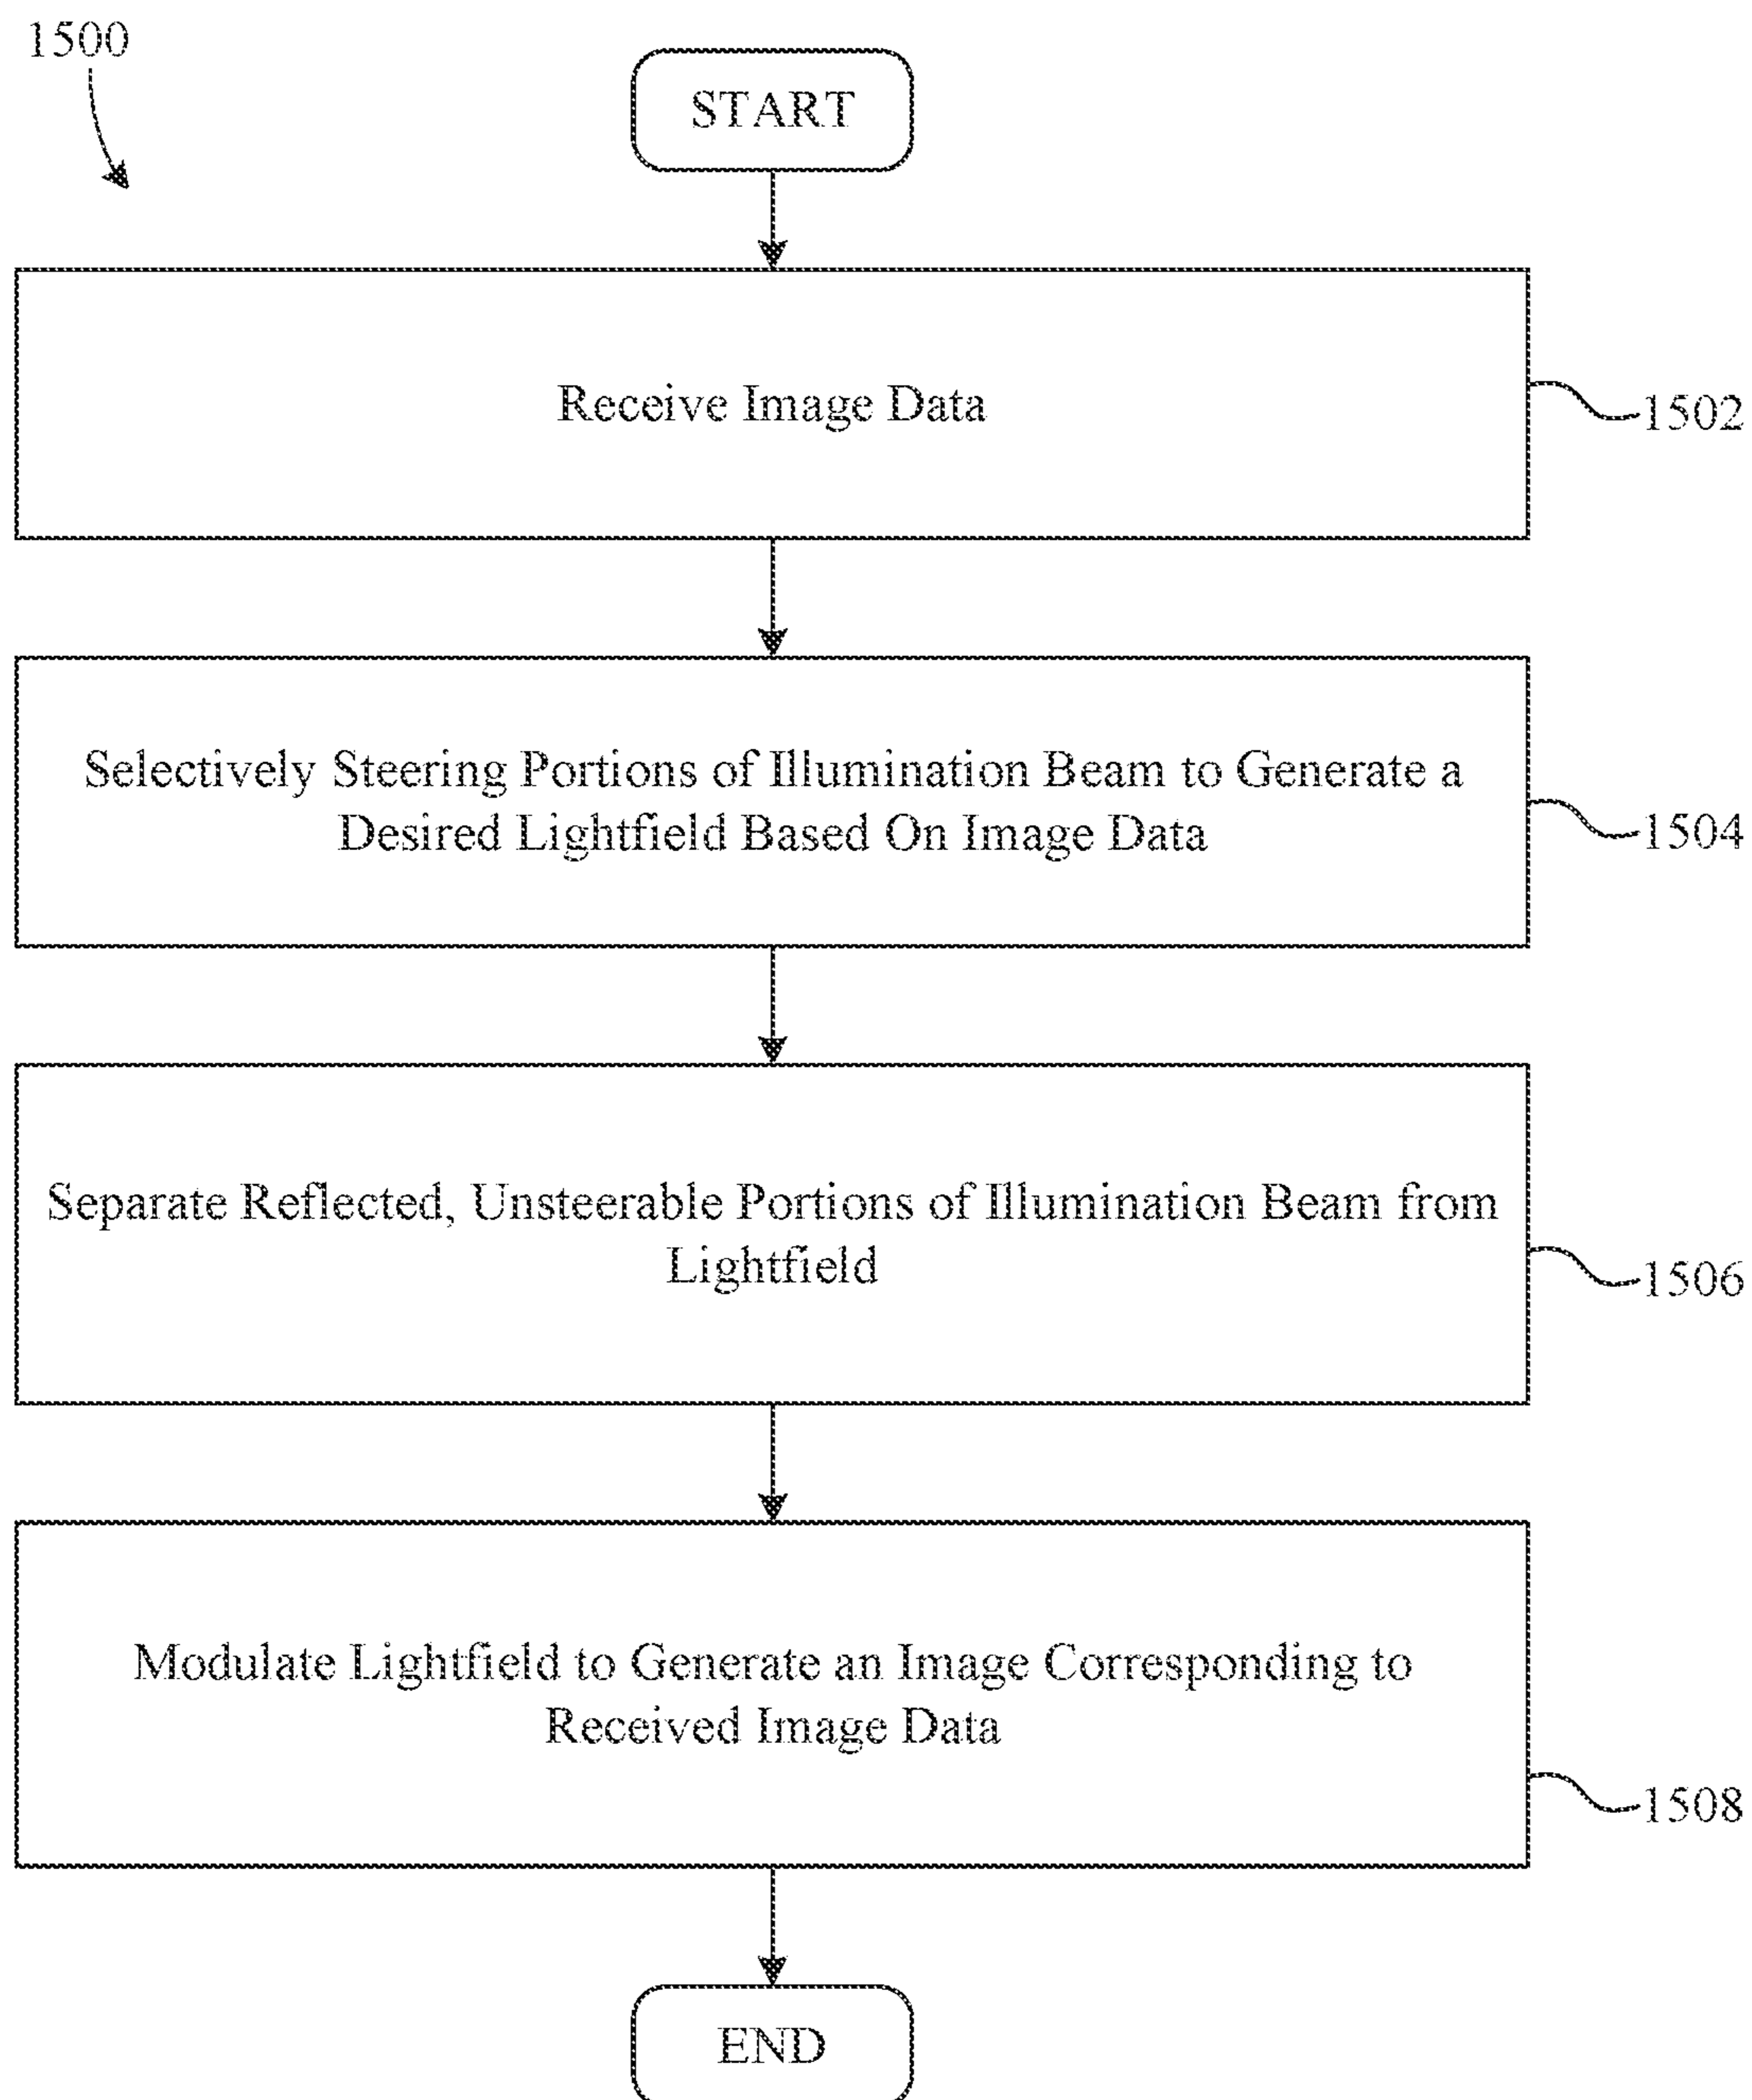 1500
START
Receive Image Data
1502
Selectively Steering Portions of Illumination Beam to Generate a
Desired Lightfield Based On Image Data
1504
Separate Reflected, Unsteerable Portions of Illumination Beam from
Lightfield
1506
Modulate Lightfield to Generate an Image Corresponding to
Received Image Data
1508
END